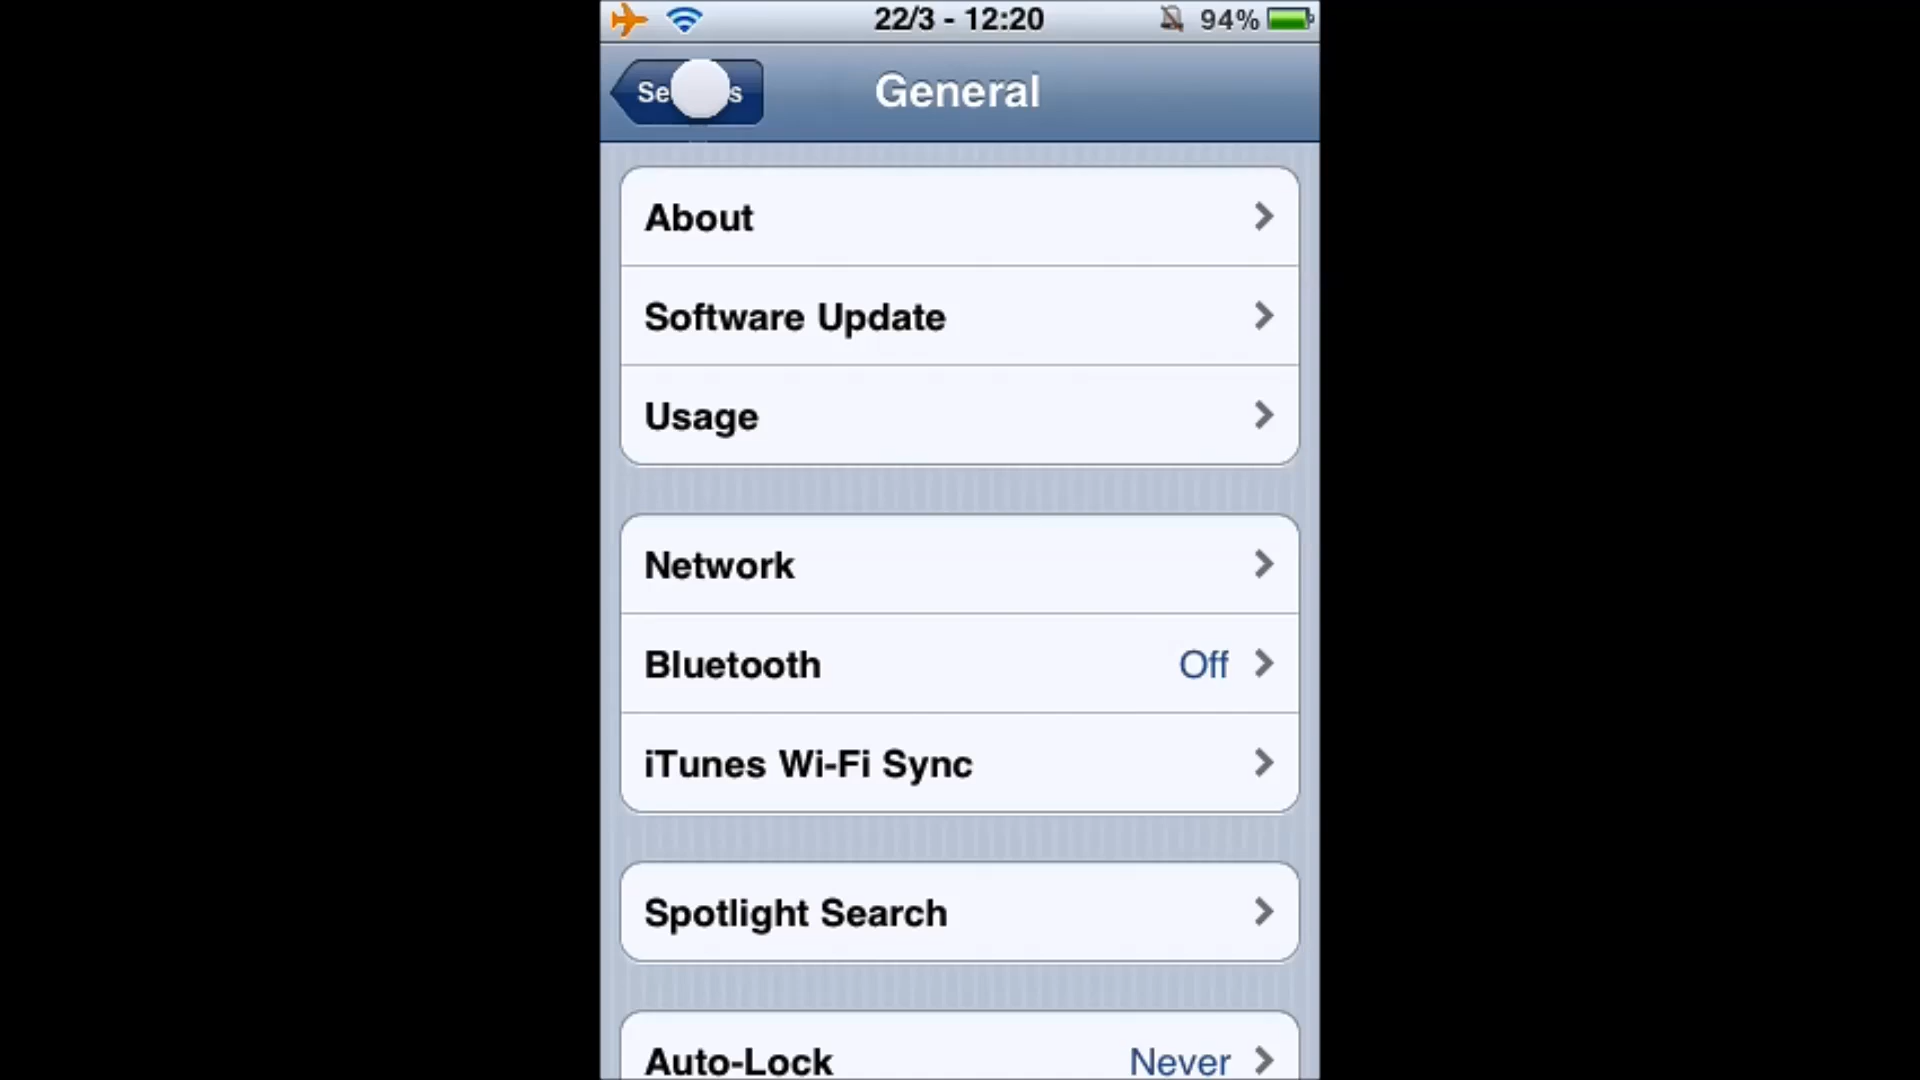 22/3 - 12:20
94%
General
About
Software Update
Usage
Network
Bluetooth
Off
iTunes Wi-Fi Sync
Spotlight Search
Auto-Lock
Never